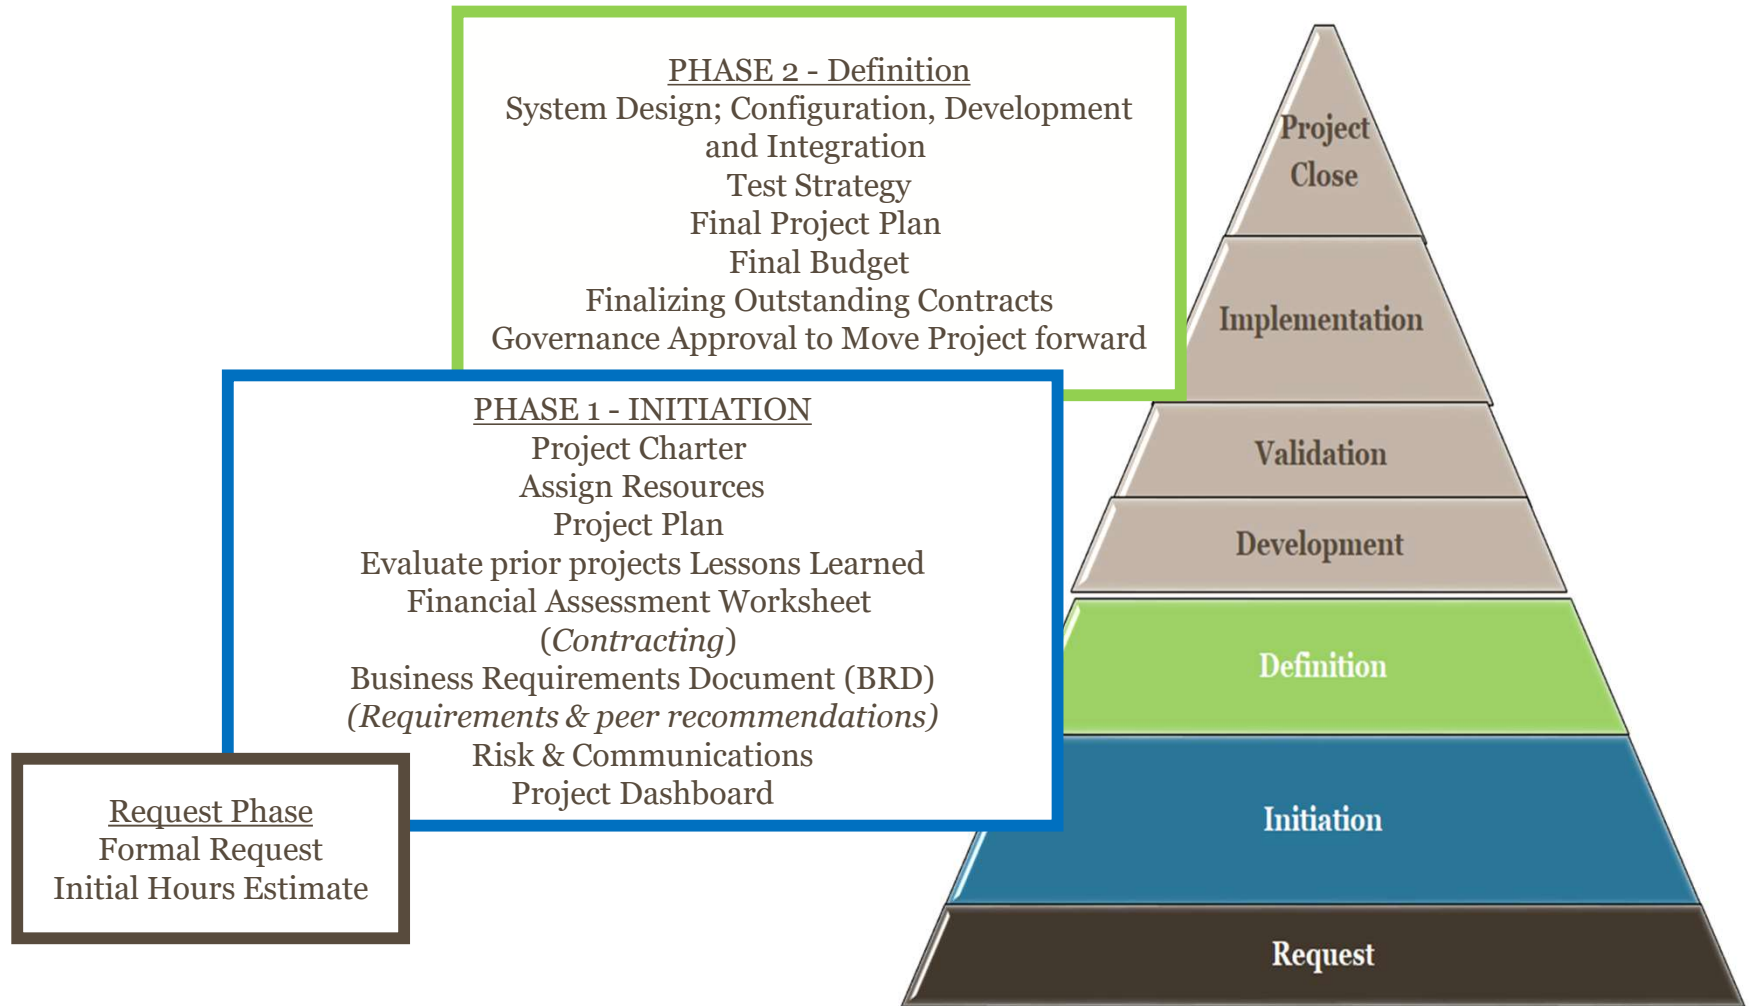 PHASE 2 - Definition
System Design; Configuration, Development
and Integration
Test Strategy
Final Project Plan
Final Budget
Finalizing Outstanding Contracts
Governance Approval to Move Project forward
PHASE 1 - INITIATION
Project Charter
Assign Resources
Project Plan
Evaluate prior projects Lessons Learned
Financial Assessment Worksheet
(Contracting)
Business Requirements Document (BRD)
(Requirements & peer recommendations)
Risk & Communications
Project Dashboard
Request Phase
Formal Request
Initial Hours Estimate
Project
Close
Implementation
Validation
Development
Definition
Initiation
Request